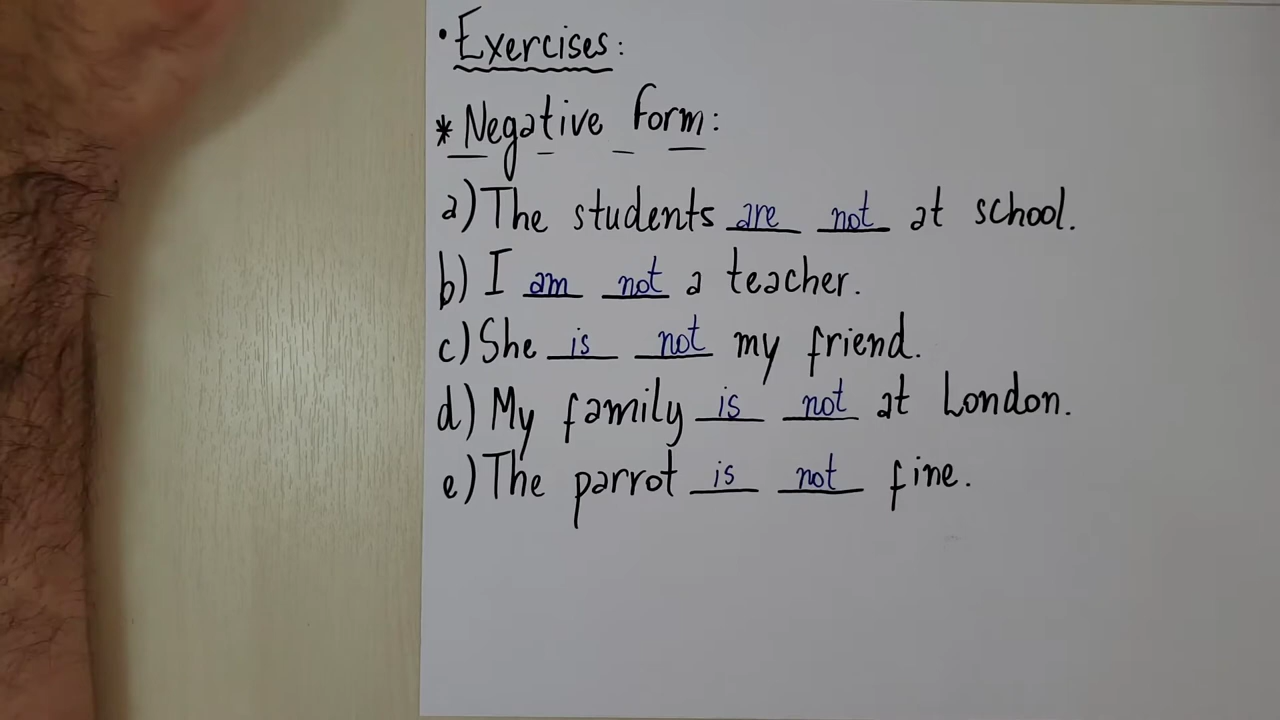 • Exercises:
* Negative form:
a) The students are not at school.
b) I am not a teacher.
c) She is not my friend.
d) My family is not at London.
e) The parrot is not fine.